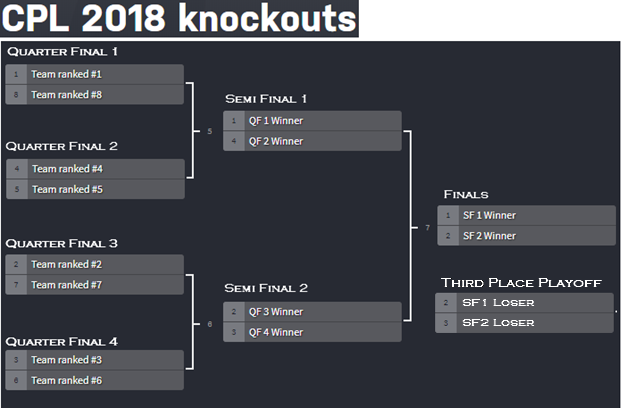 CPL 2018 knockouts
Quarter Final 1
1 Team ranked #1
8 Team ranked #8
Quarter Final 2
4 Team ranked #4
5 Team ranked #5
5
Semi Final 1
1 QF 1 Winner
4 QF 2 Winner
Quarter Final 3
2 Team ranked #2
7 Team ranked #7
Quarter Final 4
3 Team ranked #3
6 Team ranked #6
6
Semi Final 2
2 QF 3 Winner
3 QF 4 Winner
7
Finals
1 SF 1 Winner
2 SF 2 Winner
Third Place Playoff
2 SF1 Loser
3 SF2 Loser